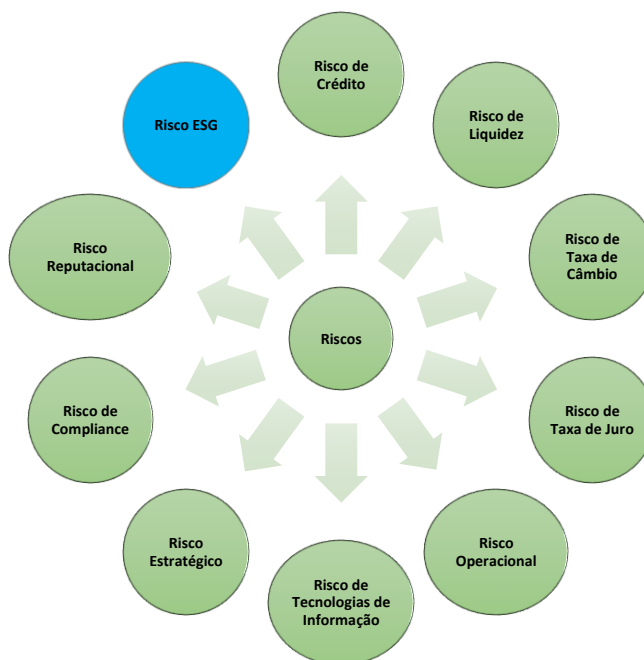 Risco de
Crédito
Risco de
Liquidez
Risco de
Taxa de
Câmbio
Risco de
Taxa de Juro
Risco
Operacional
Risco de
Tecnologias de
Informação
Risco
Estratégico
Risco de
Compliance
Risco
Reputacional
Risco ESG
Riscos